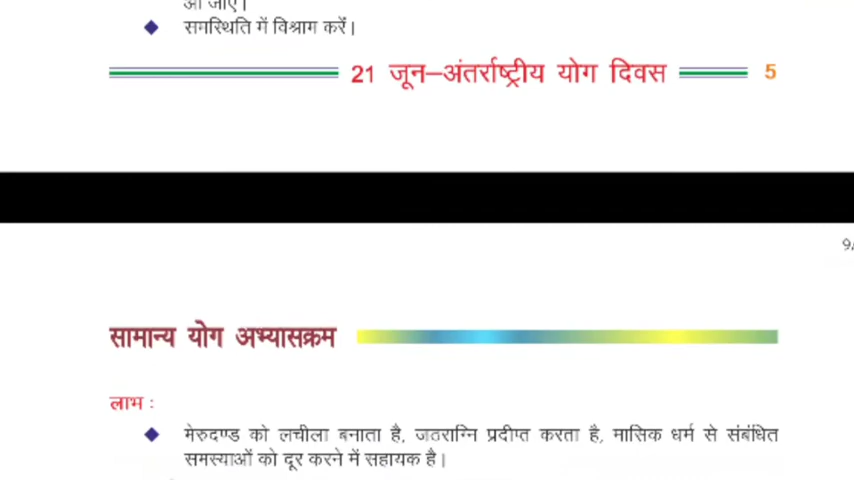 आ जाएं।
◆ समस्थिति में विश्राम करें।
21 जून–अंतर्राष्ट्रीय योग दिवस 5
सामान्य योग अभ्यासक्रम
लाभ :
◆ मेरुदण्ड को लचीला बनाता है, जठराग्नि प्रदीप्त करता है, मासिक धर्म से संबंधित
समस्याओं को दूर करने में सहायक है।